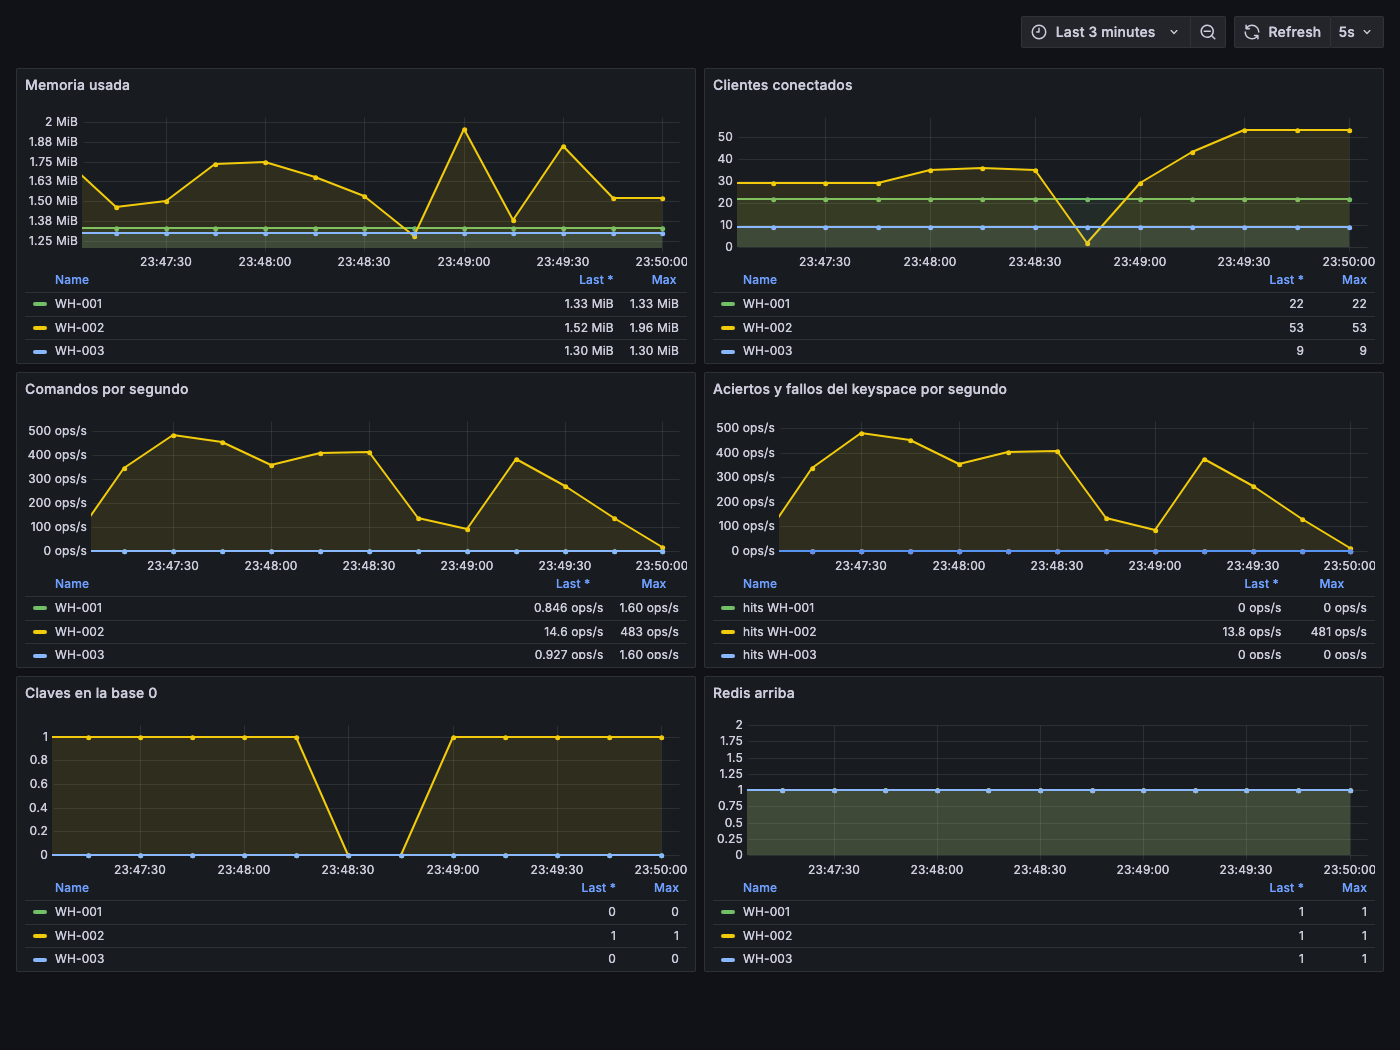 Last 3 minutes Refresh 5s
Memoria usada
2 MiB
1.88 MiB
1.75 MiB
1.63 MiB
1.50 MiB
1.38 MiB
1.25 MiB
23:47:30 23:48:00 23:48:30 23:49:00 23:49:30 23:50:00
Name Last * Max
WH-001 1.33 MiB 1.33 MiB
WH-002 1.52 MiB 1.96 MiB
WH-003 1.30 MiB 1.30 MiB
Clientes conectados
50
40
30
20
10
0
23:47:30 23:48:00 23:48:30 23:49:00 23:49:30 23:50:00
Name Last * Max
WH-001 22 22
WH-002 53 53
WH-003 9 9
Comandos por segundo
500 ops/s
400 ops/s
300 ops/s
200 ops/s
100 ops/s
0 ops/s
23:47:30 23:48:00 23:48:30 23:49:00 23:49:30 23:50:00
Name Last * Max
WH-001 0.846 ops/s 1.60 ops/s
WH-002 14.6 ops/s 483 ops/s
WH-003 0.927 ops/s 1.60 ops/s
Aciertos y fallos del keyspace por segundo
500 ops/s
400 ops/s
300 ops/s
200 ops/s
100 ops/s
0 ops/s
23:47:30 23:48:00 23:48:30 23:49:00 23:49:30 23:50:00
Name Last * Max
hits WH-001 0 ops/s 0 ops/s
hits WH-002 13.8 ops/s 481 ops/s
hits WH-003 0 ops/s 0 ops/s
Claves en la base 0
1
0.8
0.6
0.4
0.2
0
23:47:30 23:48:00 23:48:30 23:49:00 23:49:30 23:50:00
Name Last * Max
WH-001 0 0
WH-002 1 1
WH-003 0 0
Redis arriba
2
1.75
1.5
1.25
1
0.75
0.5
0.25
0
23:47:30 23:48:00 23:48:30 23:49:00 23:49:30 23:50:00
Name Last * Max
WH-001 1 1
WH-002 1 1
WH-003 1 1